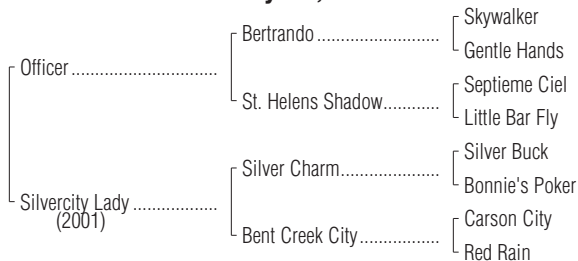 Skywalker
Bertrando
Gentle Hands
Officer
Septieme Ciel
St. Helens Shadow
Little Bar Fly
Silver Buck
Silver Charm
Bonnie's Poker
Silvercity Lady
(2001)
Carson City
Bent Creek City
Red Rain